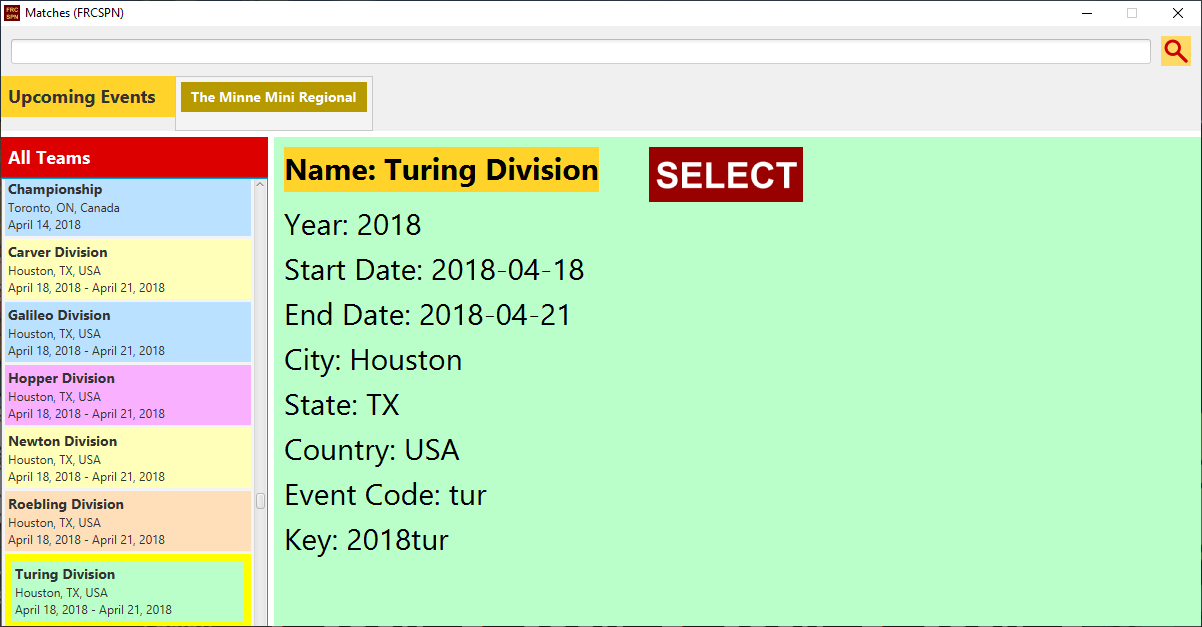 FRC
SPN
Matches (FRCSPN)
Upcoming Events
The Minne Mini Regional
All Teams
Championship
Toronto, ON, Canada
April 14, 2018
Carver Division
Houston, TX, USA
April 18, 2018 - April 21, 2018
Galileo Division
Houston, TX, USA
April 18, 2018 - April 21, 2018
Hopper Division
Houston, TX, USA
April 18, 2018 - April 21, 2018
Newton Division
Houston, TX, USA
April 18, 2018 - April 21, 2018
Roebling Division
Houston, TX, USA
April 18, 2018 - April 21, 2018
Turing Division
Houston, TX, USA
April 18, 2018 - April 21, 2018
Name: Turing Division
SELECT
Year: 2018
Start Date: 2018-04-18
End Date: 2018-04-21
City: Houston
State: TX
Country: USA
Event Code: tur
Key: 2018tur